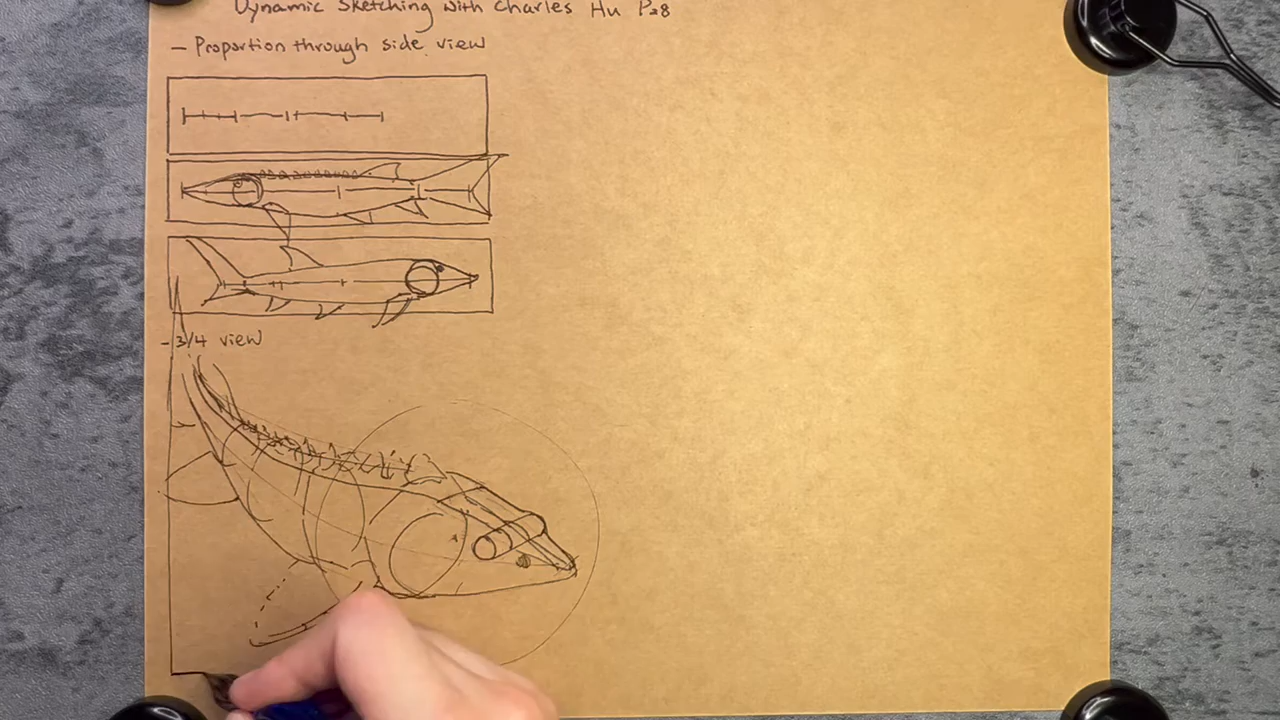 Dynamic Sketching with Charles Hu P28
- Proportion through side view
- 3/4 view